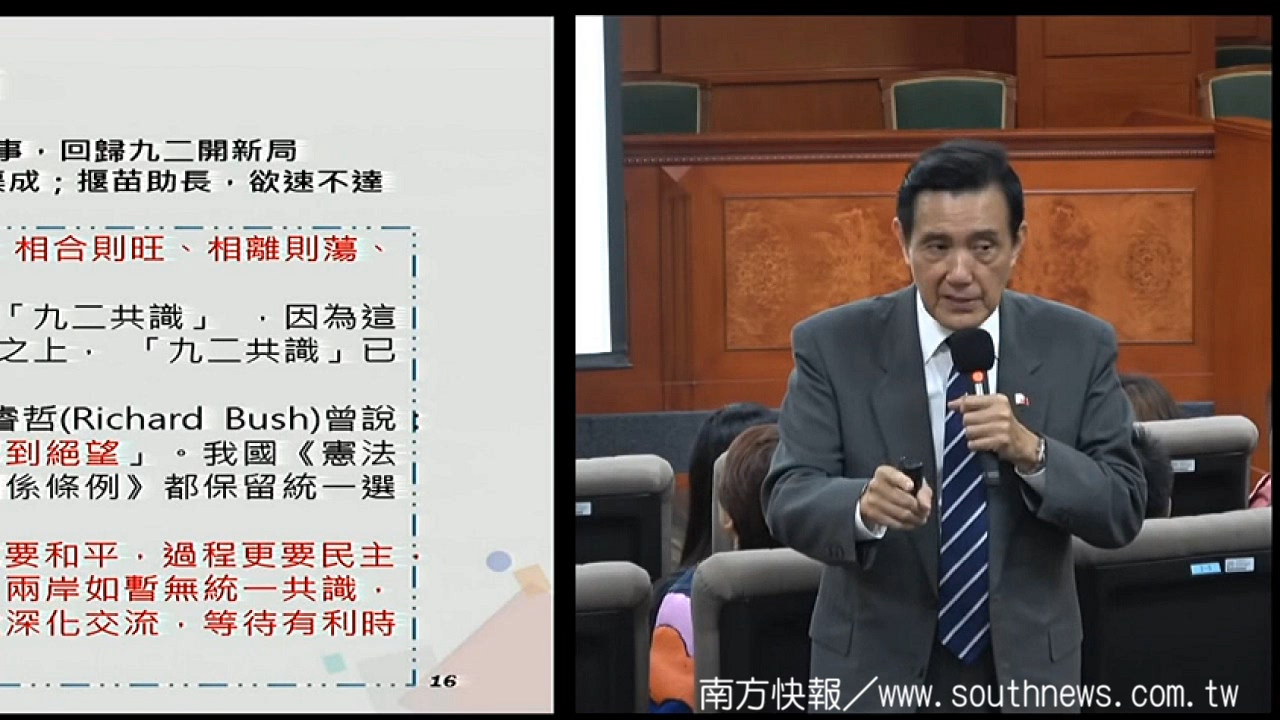 事，回歸九二開新局
成；揠苗助長，欲速不達
相合則旺、相離則蕩、
「九二共識」，因為這
之上，「九二共識」已
睿哲(Richard Bush)曾說：
到絕望」。我國《憲法
係條例》都保留統一選
要和平，過程更要民主，
兩岸如暫無統一共識，
深化交流，等待有利時
16
南方快報／www.southnews.com.tw